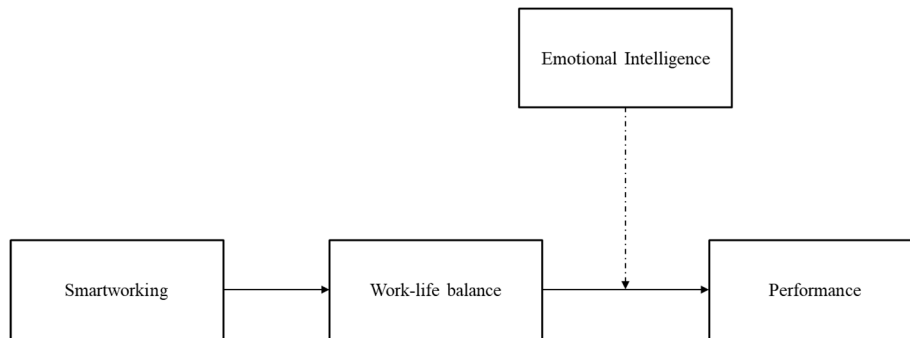 Emotional Intelligence
Smartworking
Work-life balance
Performance